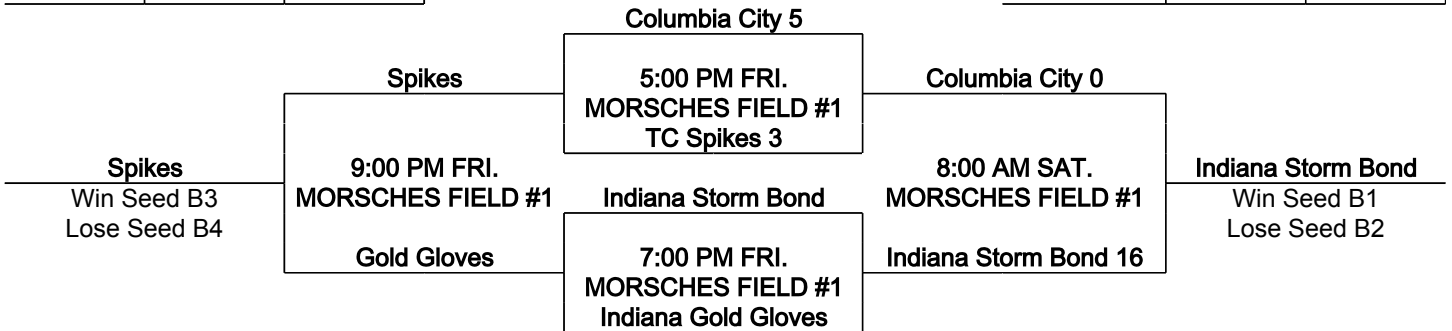 Columbia City 5
Spikes
5:00 PM FRI.
Columbia City 0
MORSCHES FIELD #1
TC Spikes 3
Spikes
9:00 PM FRI.
8:00 AM SAT.
Indiana Storm Bond
Win Seed B3
MORSCHES FIELD #1
Indiana Storm Bond
MORSCHES FIELD #1
Win Seed B1
Lose Seed B4
Lose Seed B2
Gold Gloves
7:00 PM FRI.
Indiana Storm Bond 16
MORSCHES FIELD #1
Indiana Gold Gloves